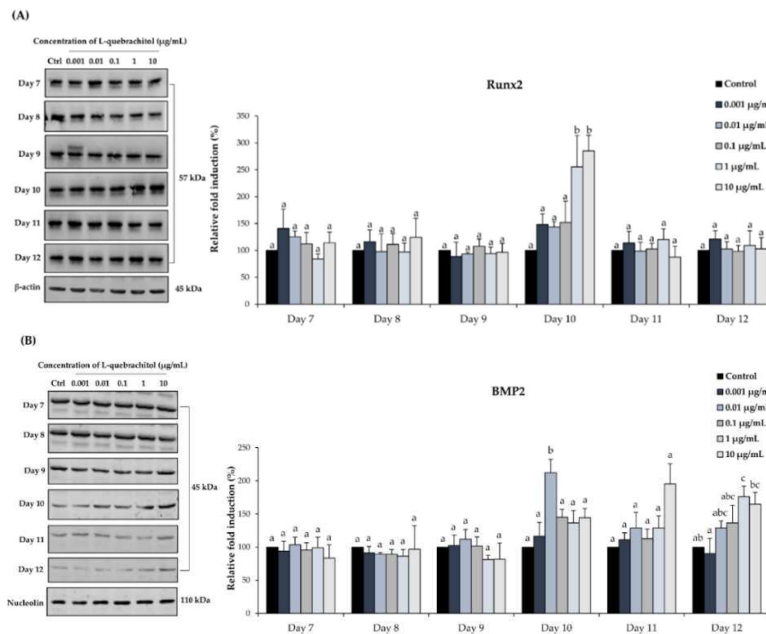 (A)
Concentration of L-quebrachitol (µg/mL)
Ctrl 0.001 0.01 0.1 1 10
Day 7
Day 8
Day 9
Day 10
Day 11
Day 12
β-actin
57 kDa
45 kDa
Runx2
Relative fold induction (%)
350
300
250
200
150
100
50
0
a a a a a a
a a a a a a
a a a a a a
a a a a b b
a a a a a a
a a a a a a
Day 7 Day 8 Day 9 Day 10 Day 11 Day 12
Control
0.001 µg/mL
0.01 µg/mL
0.1 µg/mL
1 µg/mL
10 µg/mL
(B)
Concentration of L-quebrachitol (µg/mL)
Ctrl 0.001 0.01 0.1 1 10
Day 7
Day 8
Day 9
Day 10
Day 11
Day 12
Nucleolin
45 kDa
110 kDa
BMP2
Relative fold induction (%)
250
200
150
100
50
0
a a a a a a
a a a a a a
a a a a a a
a a b a a a
a a a a a a
ab a abc abc c bc
Day 7 Day 8 Day 9 Day 10 Day 11 Day 12
Control
0.001 µg/mL
0.01 µg/mL
0.1 µg/mL
1 µg/mL
10 µg/mL